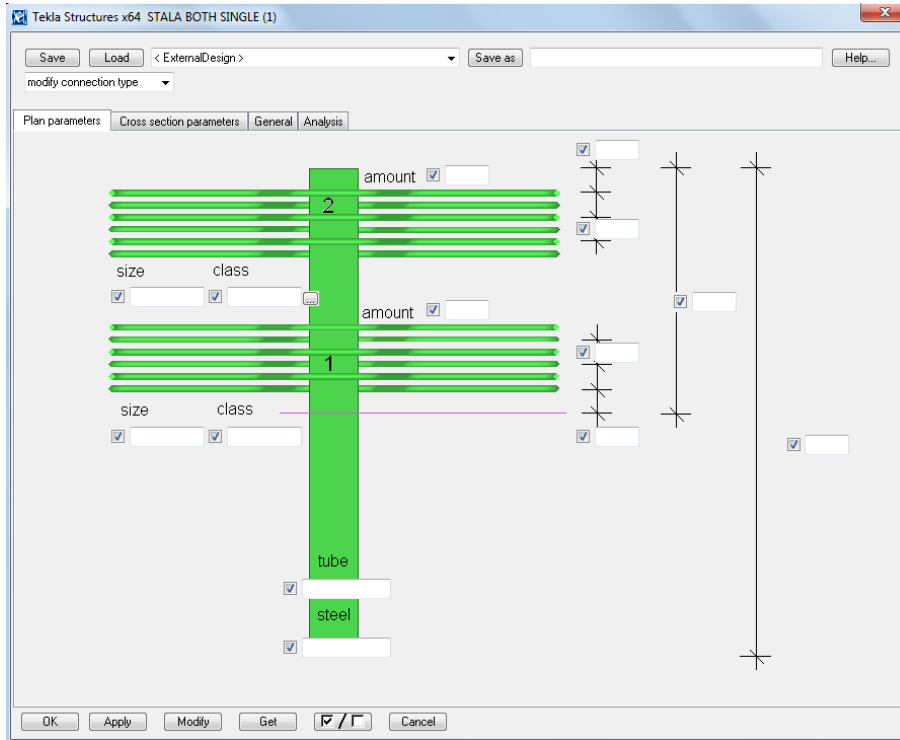 Tekla Structures x64 STALA BOTH SINGLE (1)
Save Load < ExternalDesign > Save as Help...
modify connection type
Plan parameters Cross section parameters General Analysis
amount
2
size class
...
amount
1
size class
tube
steel
OK Apply Modify Get / Cancel